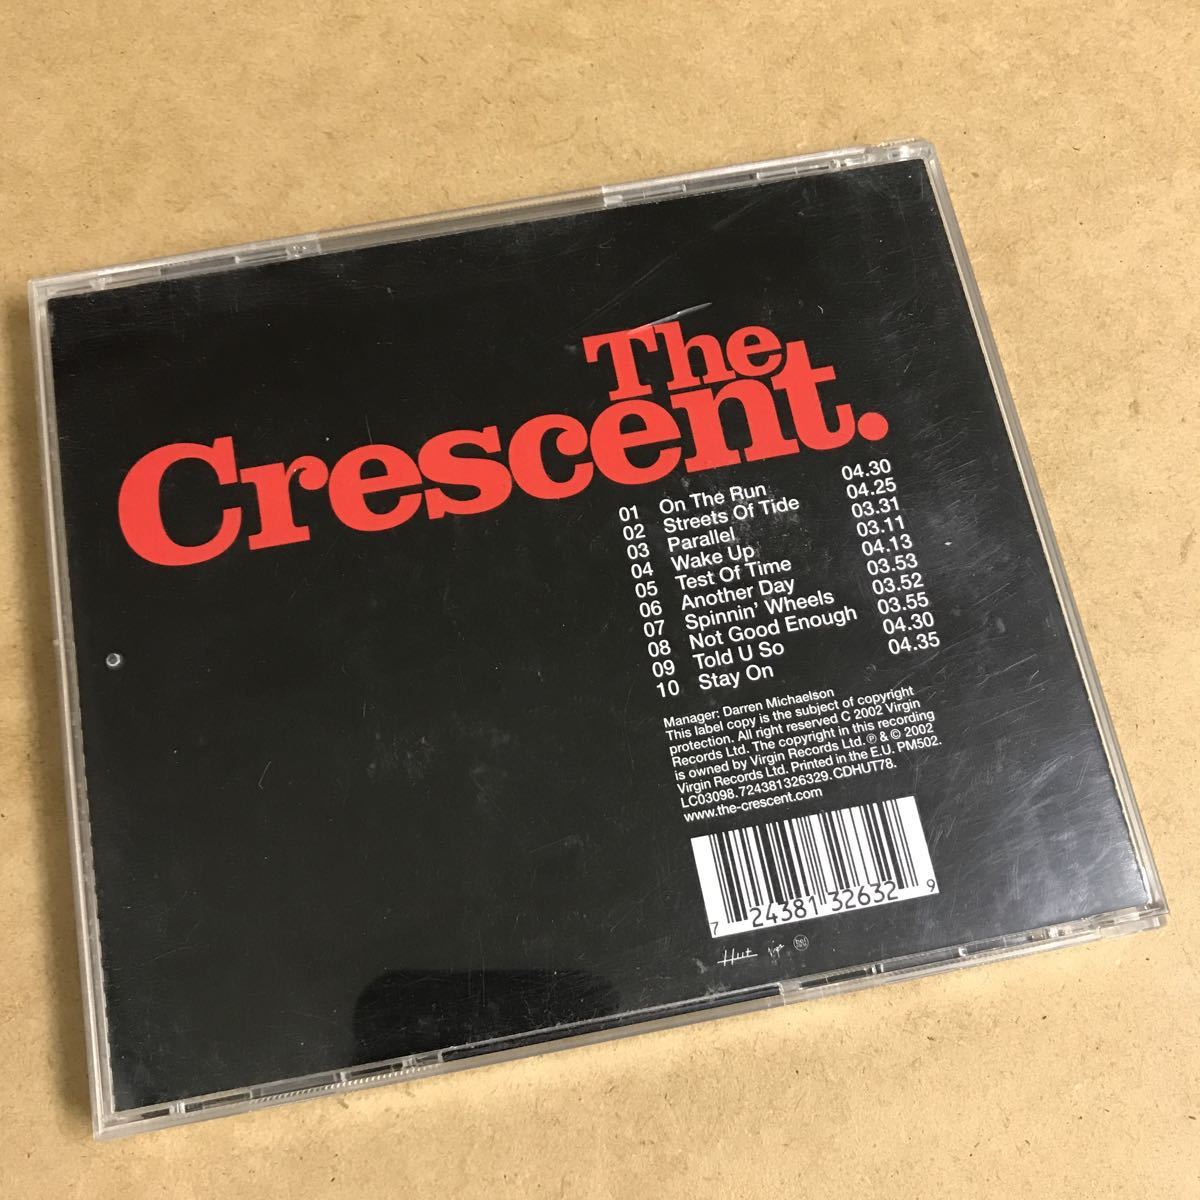 The
Crescent.
01 On The Run 04.30
02 Streets Of Tide 04.25
03 Parallel 03.31
04 Wake Up 03.11
05 Test Of Time 04.13
06 Another Day 03.53
07 Spinnin' Wheels 03.52
08 Not Good Enough 03.55
09 Told U So 04.30
10 Stay On 04.35
Manager: Darren Michaelson
This label copy is the subject of copyright
protection. All right reserved C 2002 Virgin
Records Ltd. The copyright in this recording
is owned by Virgin Records Ltd. ℗ & © 2002
Virgin Records Ltd. Printed in the E.U. PM502.
LC03098.724381326329.CDHUT78.
www.the-crescent.com
7 24381 32632 9
Hut Virgin